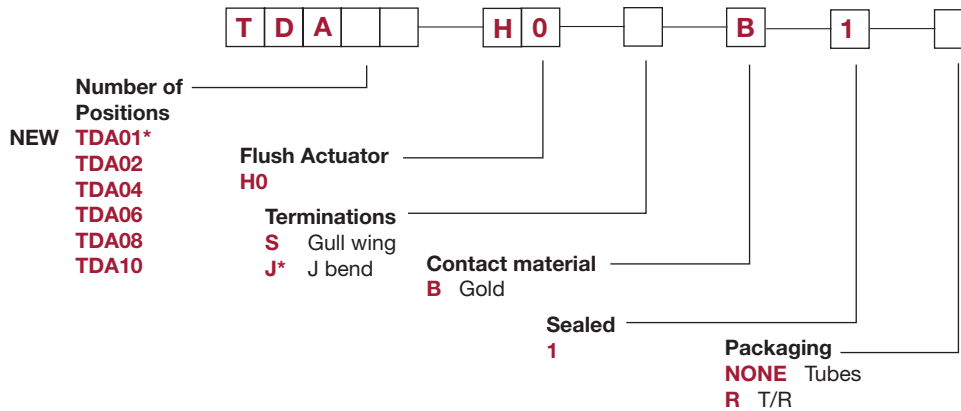 T D A H 0 B 1
Number of
Positions
NEW TDA01*
TDA02
TDA04
TDA06
TDA08
TDA10
Flush Actuator
H0
Terminations
S Gull wing
J* J bend
Contact material
B Gold
Sealed
1
Packaging
NONE Tubes
R T/R